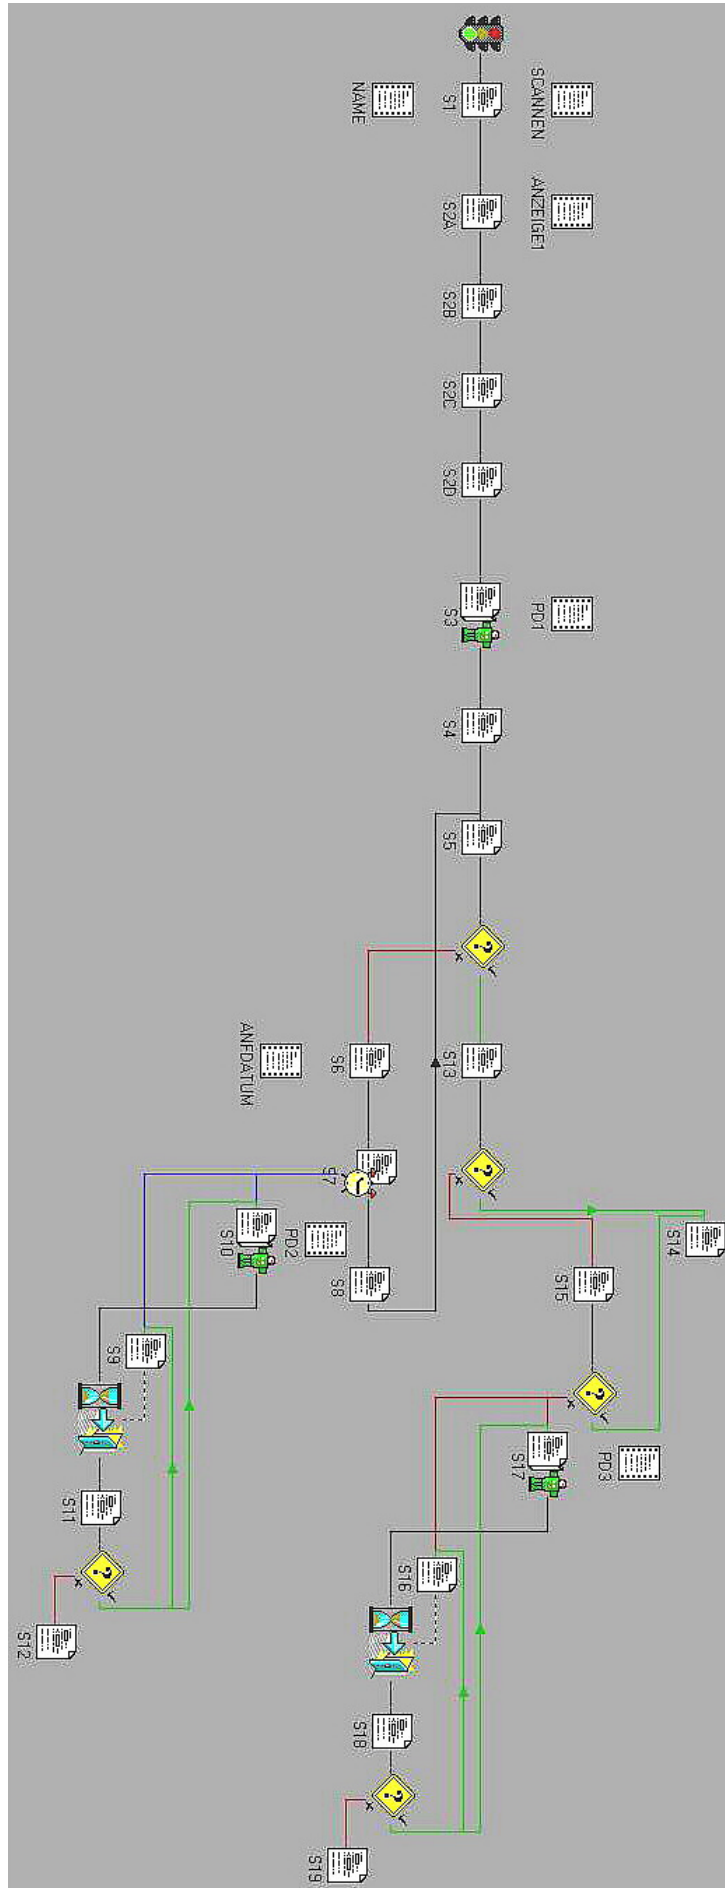 SCANNEN
S1
NAME
ANZEIGE1
S2A
S2B
S2C
S2D
PD1
S3
S4
S5
S13
S6
ANFDATUM
S7
S14
S15
S8
PD2
S10
S9
PD3
S17
S11
S16
S12
S18
S19